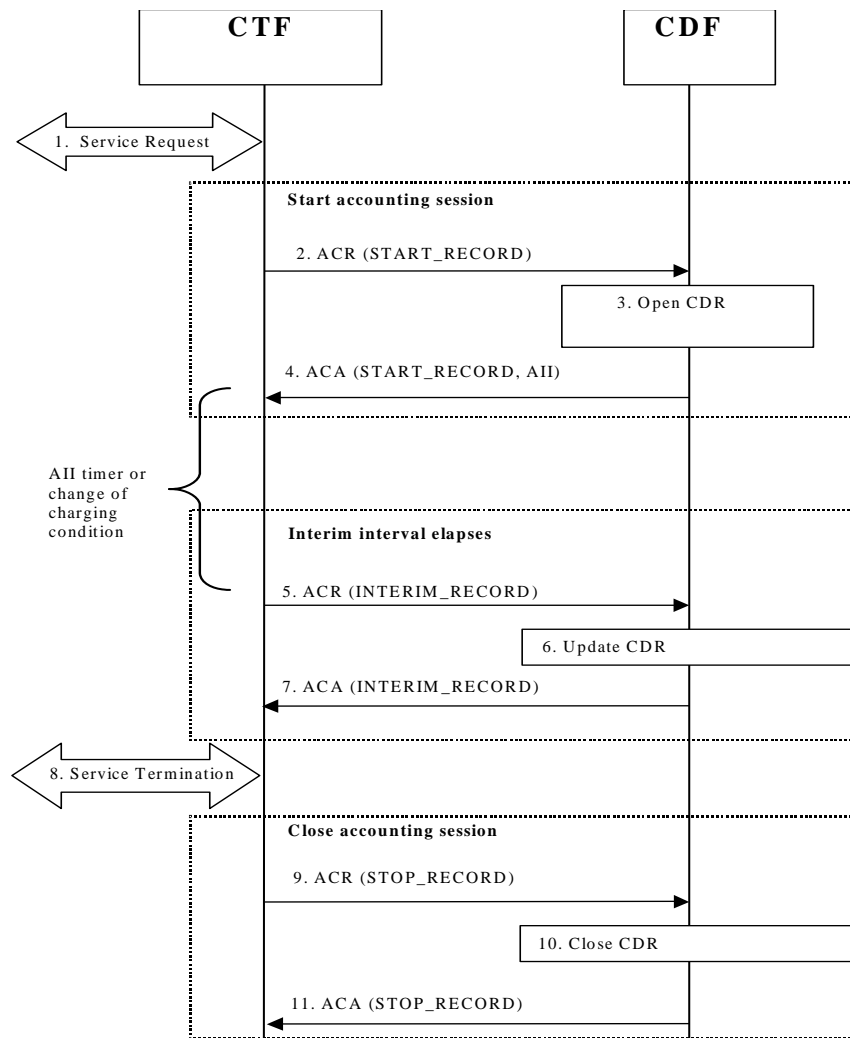 CTF
CDF
1. Service Request
Start accounting session
2. ACR (START_RECORD)
3. Open CDR
4. ACA (START_RECORD, AII)
AII timer or
change of
charging
condition
Interim interval elapses
5. ACR (INTERIM_RECORD)
6. Update CDR
7. ACA (INTERIM_RECORD)
8. Service Termination
Close accounting session
9. ACR (STOP_RECORD)
10. Close CDR
11. ACA (STOP_RECORD)